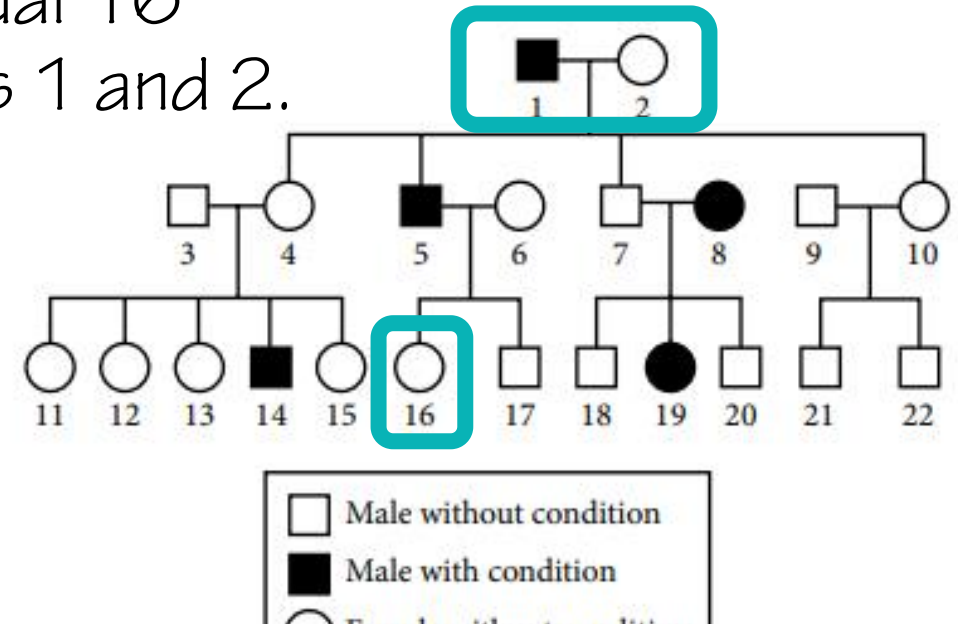 16
s 1 and 2.
1 2
3 4 5 6 7 8 9 10
11 12 13 14 15 16 17 18 19 20 21 22
Male without condition
Male with condition